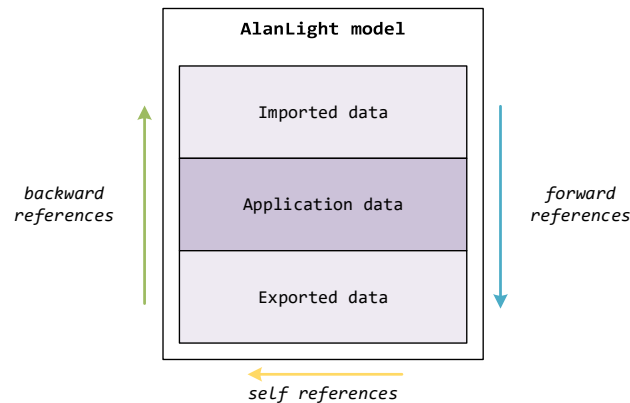 AlanLight model
Imported data
backward
references
Application data
forward
references
Exported data
self references